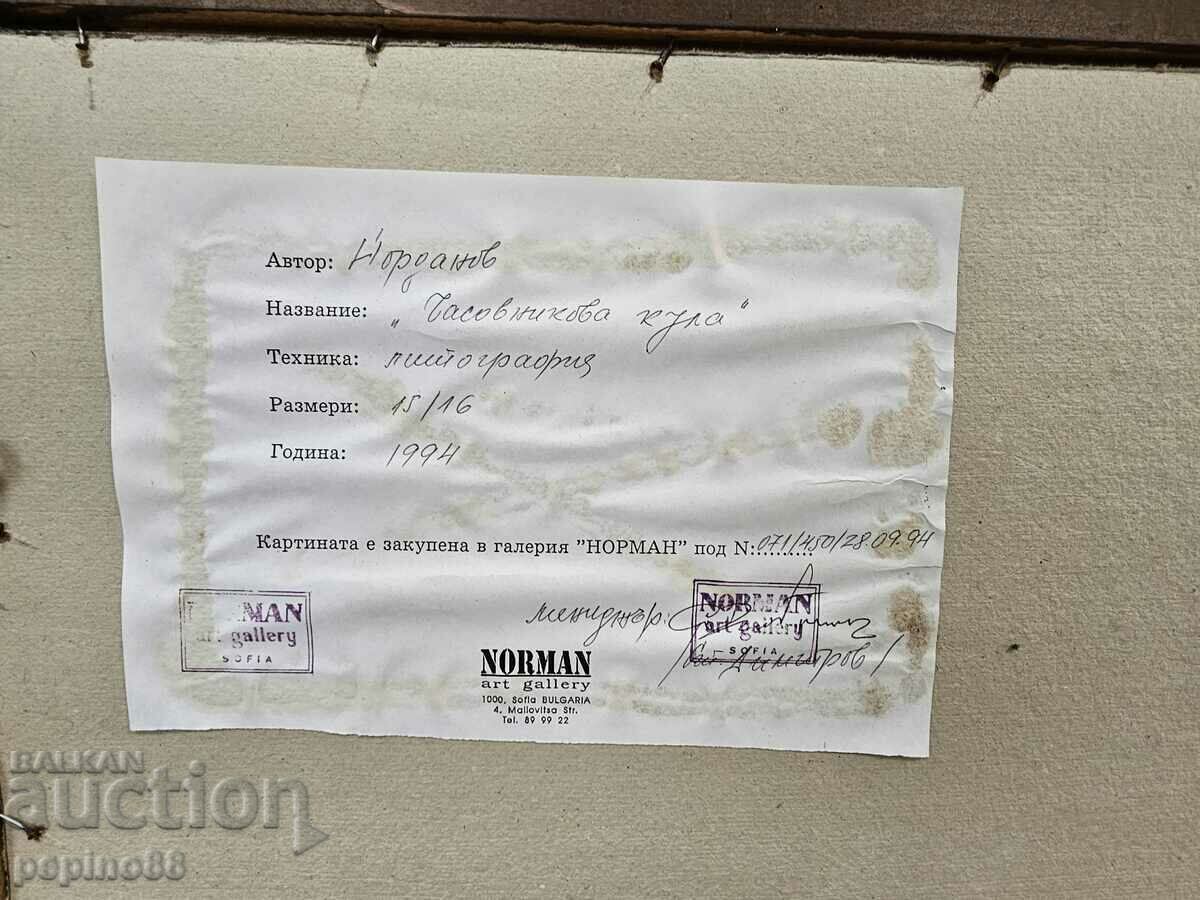 Автор: Йорданов
Название: „Часовникова кула"
Техника: литография
Размери: 15/16
Година: 1994
Картината е закупена в галерия "НОРМАН" под N:071/450/28.09.94
мениджър:
NORMAN
art gallery
SOFIA
NORMAN
art gallery
SOFIA
Димитров/
NORMAN
art gallery
1000, Sofia BULGARIA
4, Maliovitsa Str.
Tel. 89 99 22
BALKAN
auction
pepino88